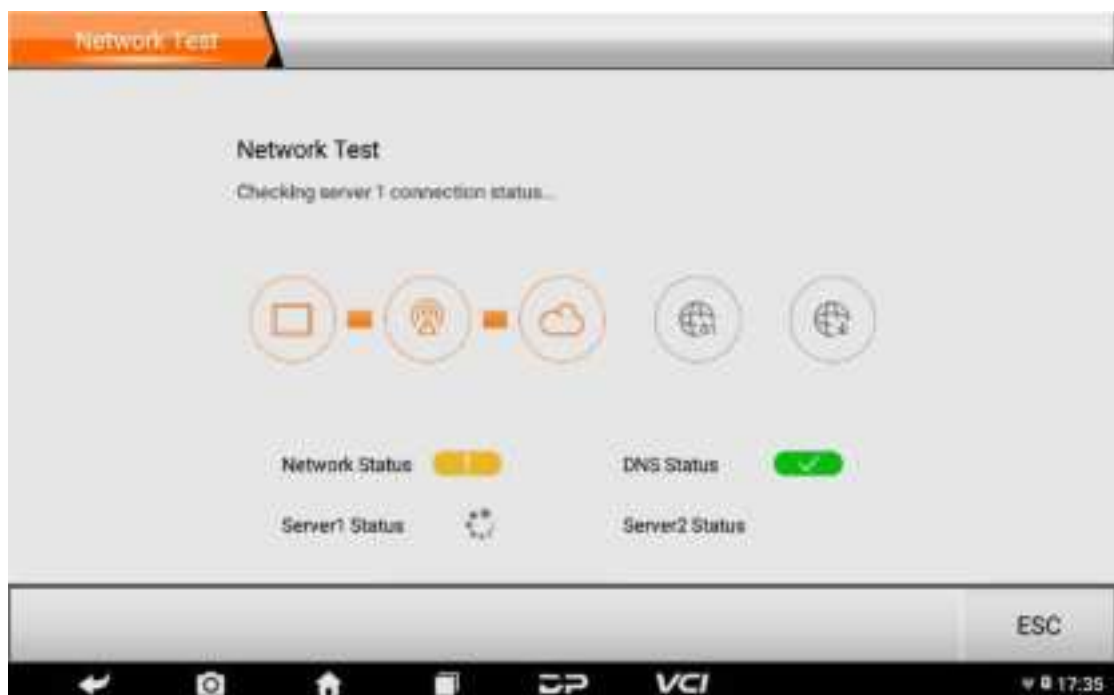 Network Test
Network Test
Checking server 1 connection status...
Network Status
DNS Status
Server1 Status
Server2 Status
ESC
VCI
17:35